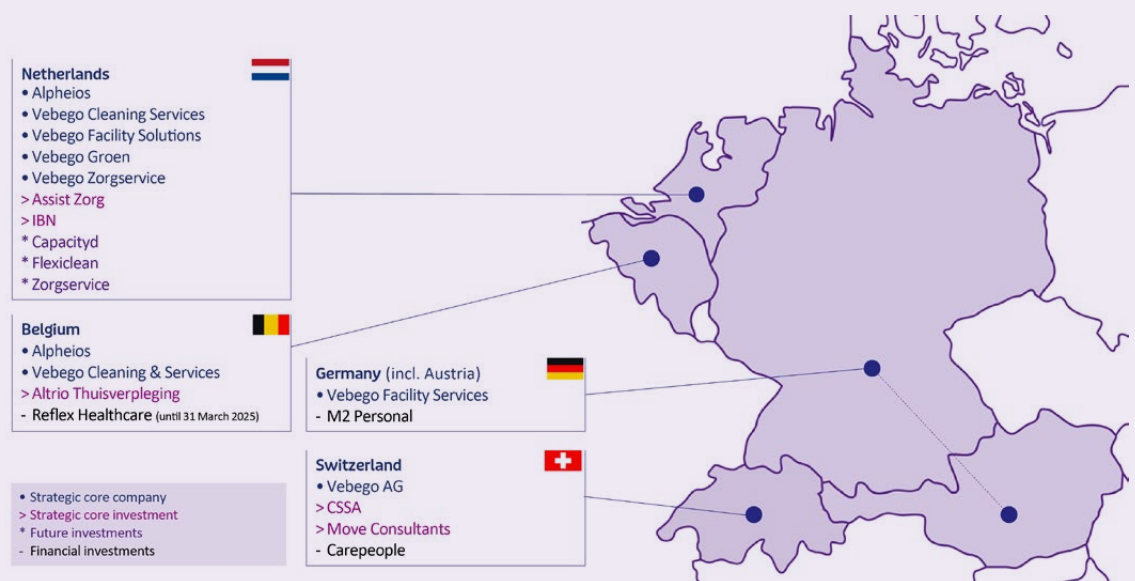 Netherlands
• Alpheios
• Vebego Cleaning Services
• Vebego Facility Solutions
• Vebego Groen
• Vebego Zorgservice
> Assist Zorg
> IBN
* Capacityd
* Flexiclean
* Zorgservice
Belgium
• Alpheios
• Vebego Cleaning & Services
> Altrio Thuisverpleging
- Reflex Healthcare (until 31 March 2025)
Germany (incl. Austria)
• Vebego Facility Services
- M2 Personal
Switzerland
• Vebego AG
> CSSA
> Move Consultants
- Carepeople
• Strategic core company
> Strategic core investment
* Future investments
- Financial investments